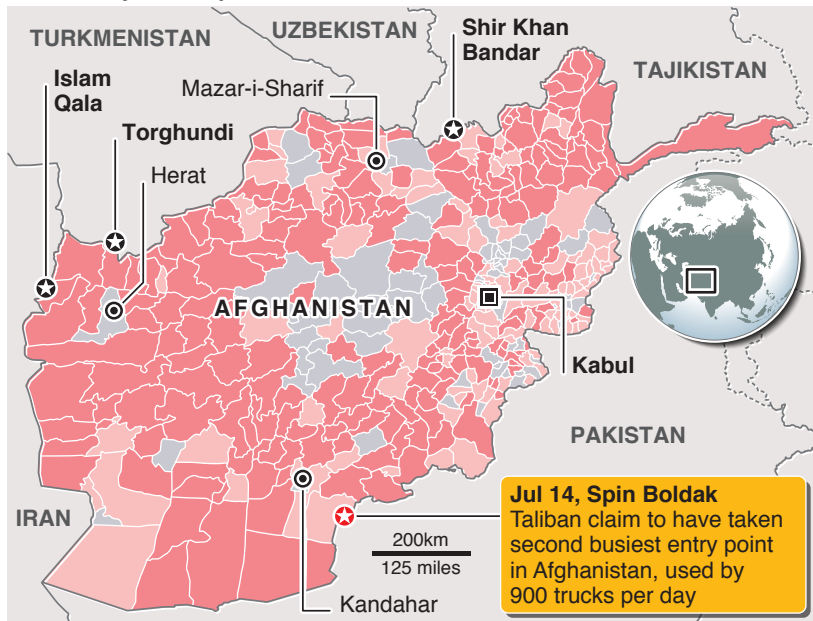 TURKMENISTAN
UZBEKISTAN
Shir Khan
Bandar
TAJIKISTAN
Islam
Qala
Mazar-i-Sharif
Torghundi
Herat
AFGHANISTAN
Kabul
PAKISTAN
IRAN
200km
125 miles
Kandahar
Jul 14, Spin Boldak
Taliban claim to have taken
second busiest entry point
in Afghanistan, used by
900 trucks per day